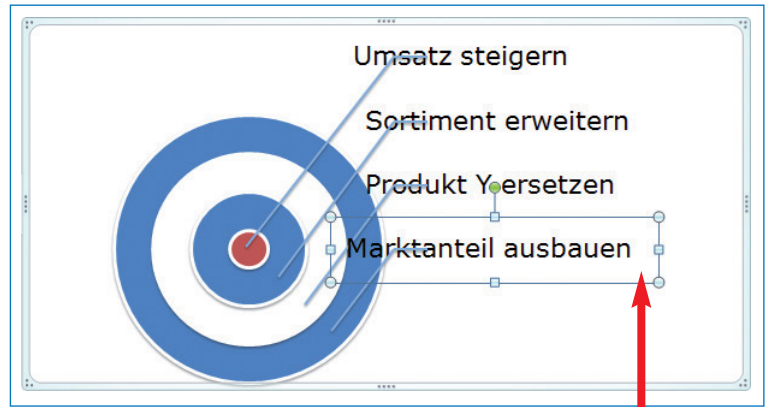 Umsatz steigern
Sortiment erweitern
Produkt Y ersetzen
Marktanteil ausbauen